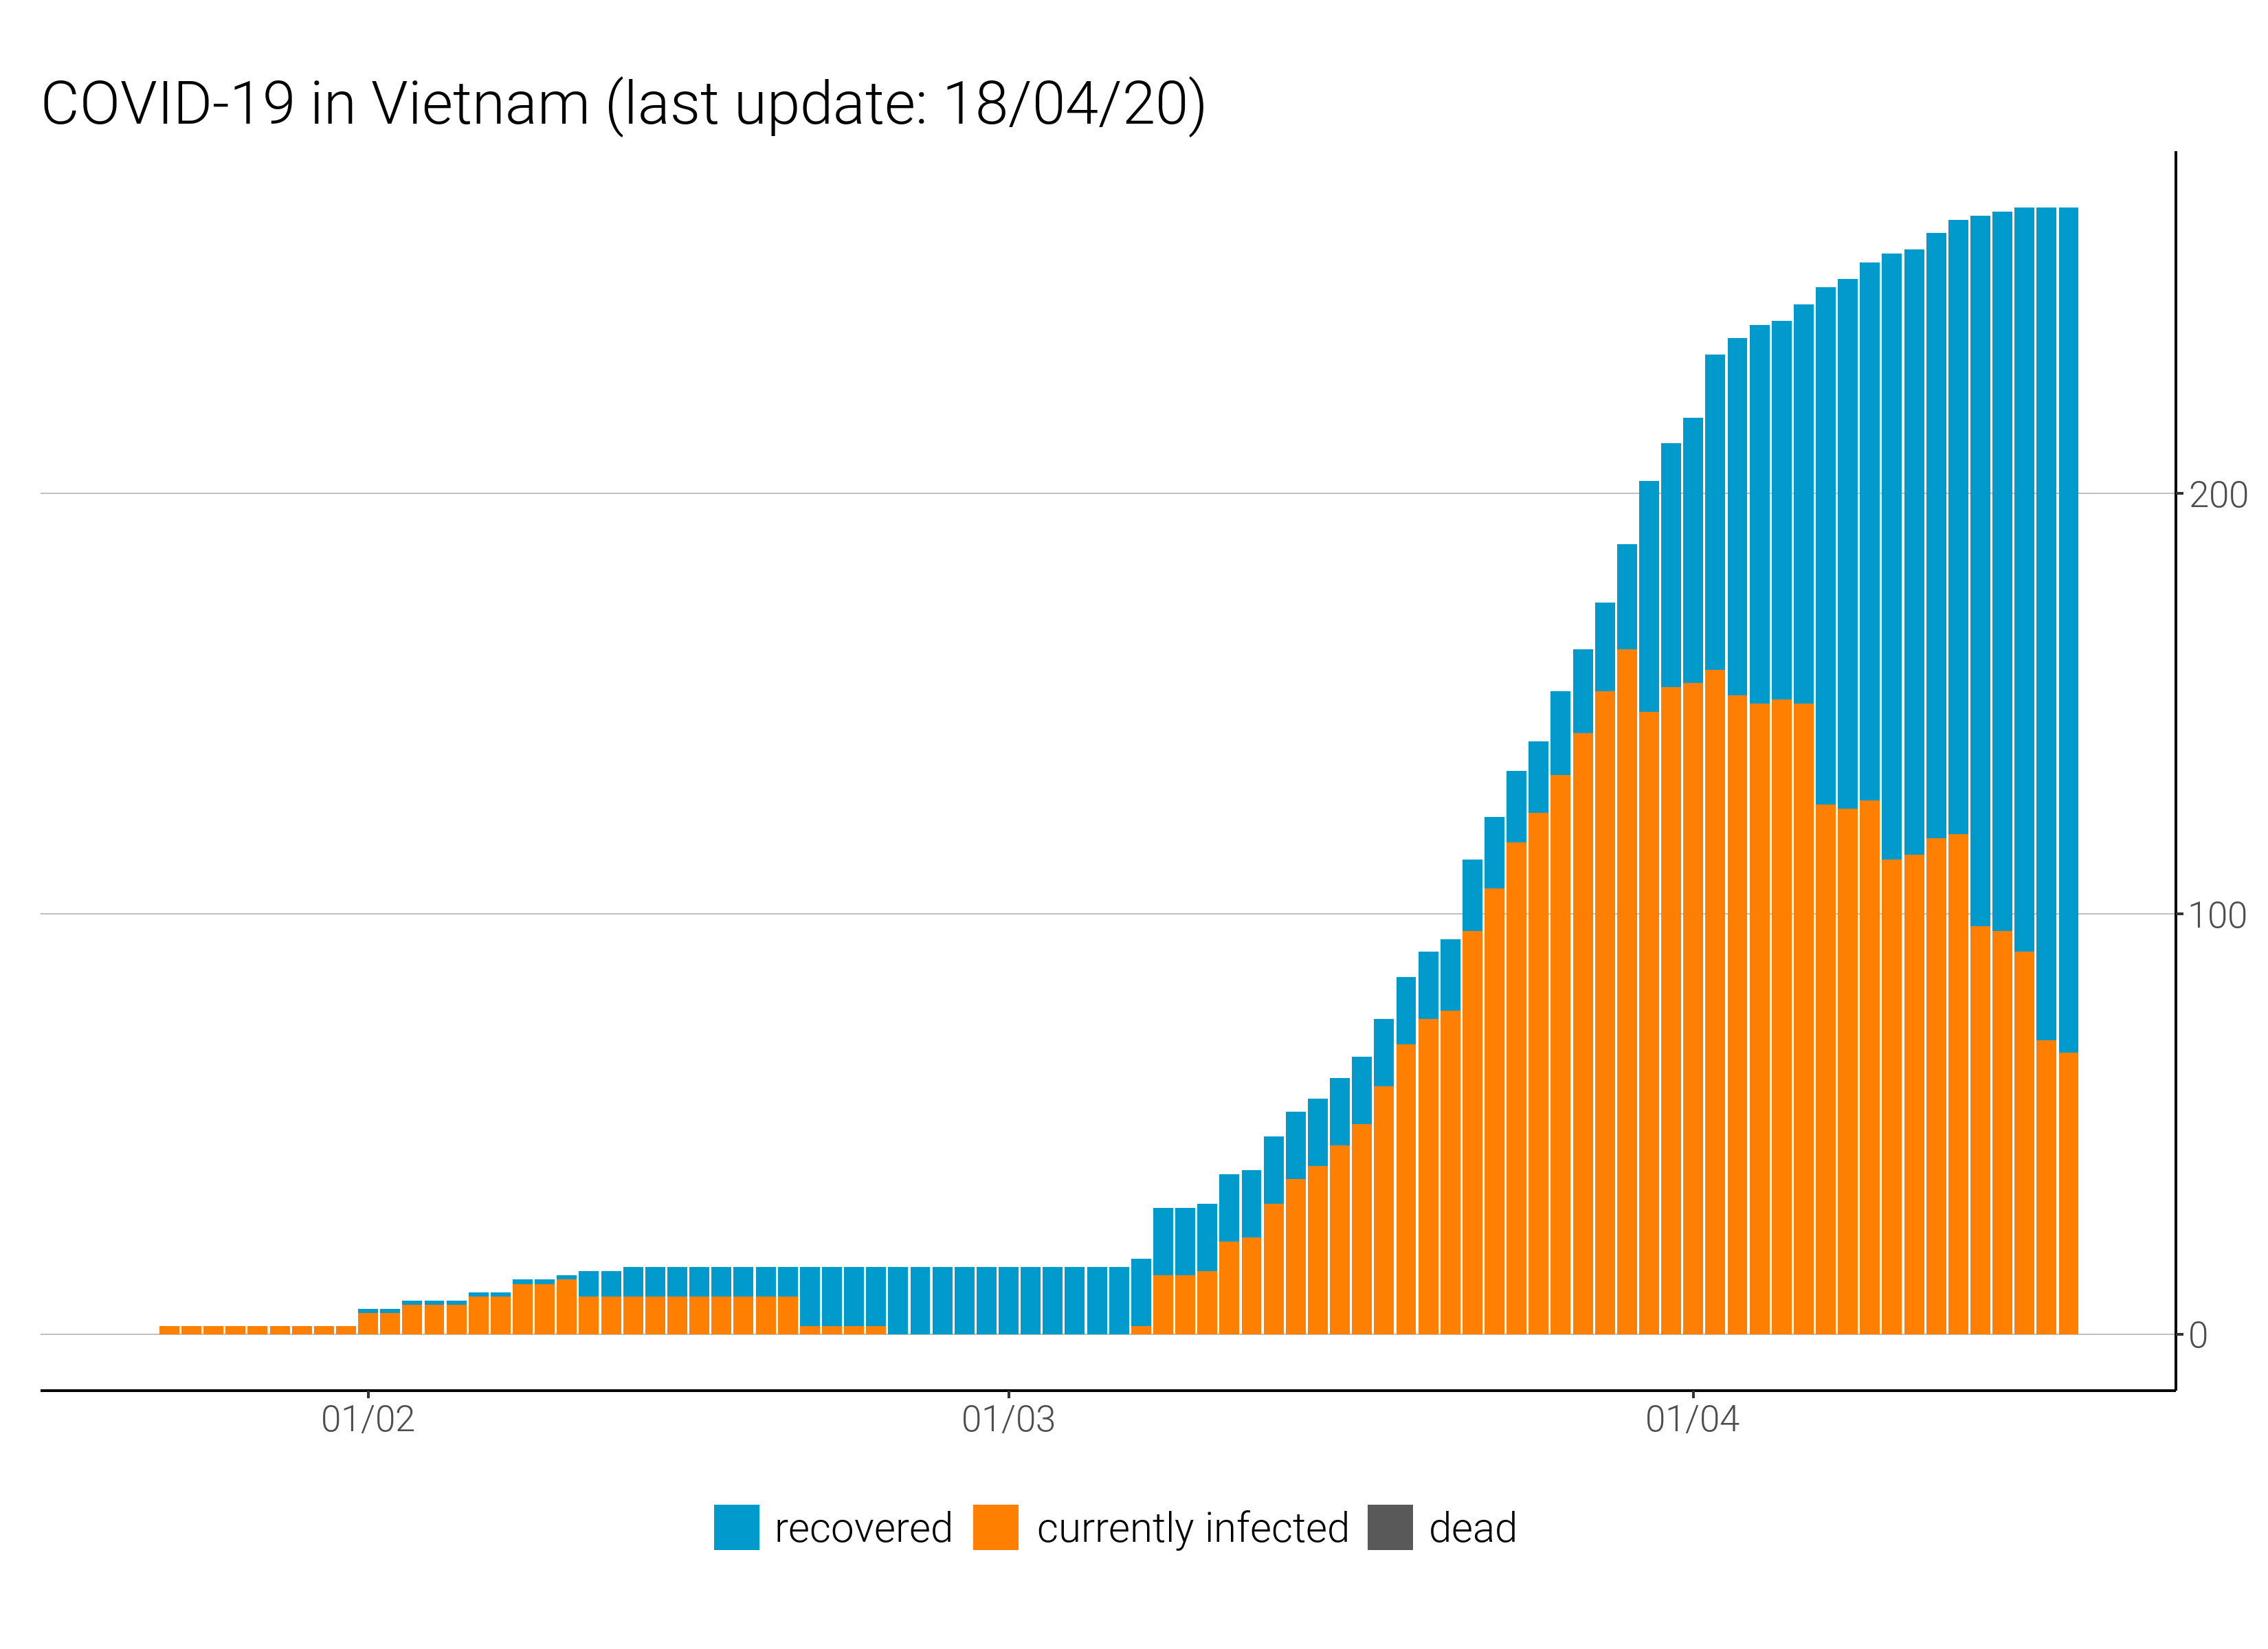 COVID-19 in Vietnam (last update: 18/04/20)
200
100
0
01/02 01/03 01/04
recovered currently infected dead